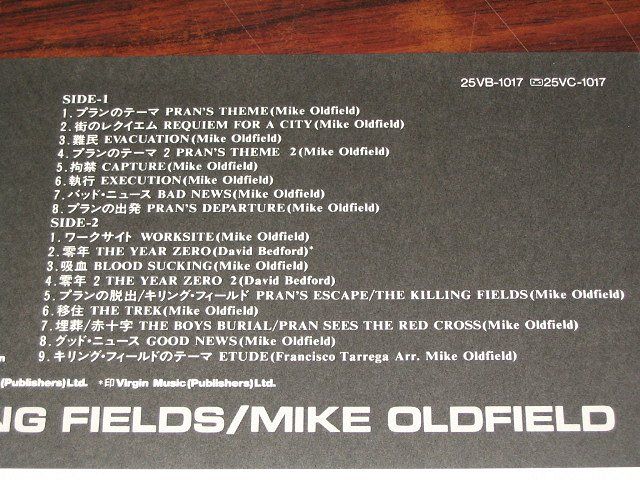 25VB-1017 25VC-1017
SIDE-1
1. プランのテーマ PRAN'S THEME(Mike Oldfield)
2. 街のレクイエム REQUIEM FOR A CITY(Mike Oldfield)
3. 難民 EVACUATION(Mike Oldfield)
4. プランのテーマ 2 PRAN'S THEME 2(Mike Oldfield)
5. 拘禁 CAPTURE(Mike Oldfield)
6. 執行 EXECUTION(Mike Oldfield)
7. バッド・ニュース BAD NEWS(Mike Oldfield)
8. プランの出発 PRAN'S DEPARTURE(Mike Oldfield)
SIDE-2
1. ワークサイト WORKSITE(Mike Oldfield)
2. 零年 THE YEAR ZERO(David Bedford)*
3. 吸血 BLOOD SUCKING(Mike Oldfield)
4. 零年 2 THE YEAR ZERO 2(David Bedford)
5. プランの脱出/キリング・フィールド PRAN'S ESCAPE/THE KILLING FIELDS(Mike Oldfield)
6. 移住 THE TREK(Mike Oldfield)
7. 埋葬/赤十字 THE BOYS BURIAL/PRAN SEES THE RED CROSS(Mike Oldfield)
8. グッド・ニュース GOOD NEWS(Mike Oldfield)
9. キリング・フィールドのテーマ ETUDE(Francisco Tarrega Arr. Mike Oldfield)
(Publishers)Ltd. *印Virgin Music(Publishers)Ltd.
NG FIELDS/MIKE OLDFIELD